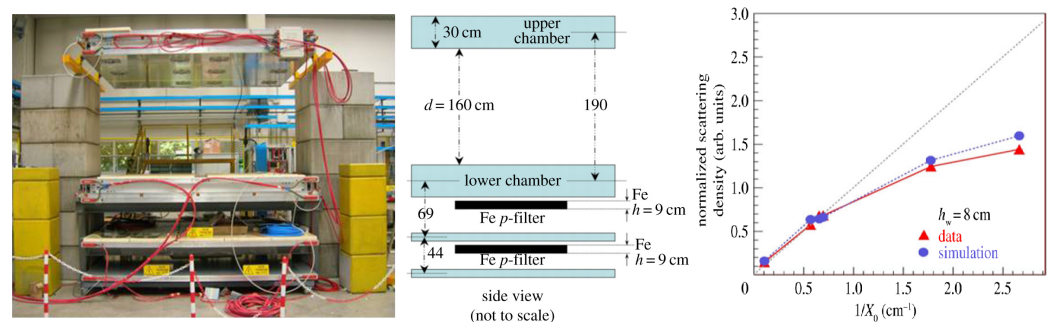 upper
chamber
30 cm
d = 160 cm
190
lower chamber
Fe
69
h = 9 cm
Fe p-filter
44
Fe
Fe p-filter
h = 9 cm
side view
(not to scale)
normalized scattering
density (arb. units)
3.0
2.5
2.0
1.5
1.0
0.5
0
0.5
1.0
1.5
2.0
2.5
1/X₀ (cm⁻¹)
h_w = 8 cm
data
simulation